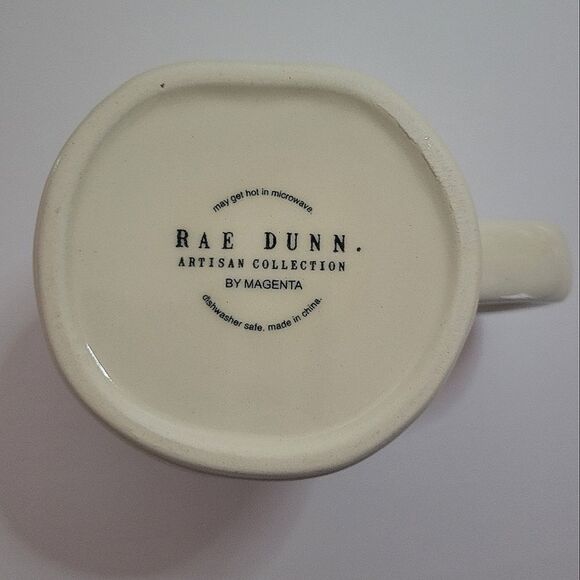 may get hot in microwave.
RAE DUNN.
ARTISAN COLLECTION
BY MAGENTA
dishwasher safe. made in china.